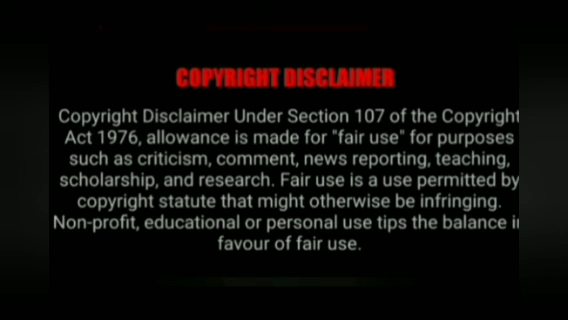 COPYRIGHT DISCLAIMER
Copyright Disclaimer Under Section 107 of the Copyright
Act 1976, allowance is made for "fair use" for purposes
such as criticism, comment, news reporting, teaching,
scholarship, and research. Fair use is a use permitted by
copyright statute that might otherwise be infringing.
Non-profit, educational or personal use tips the balance i
favour of fair use.